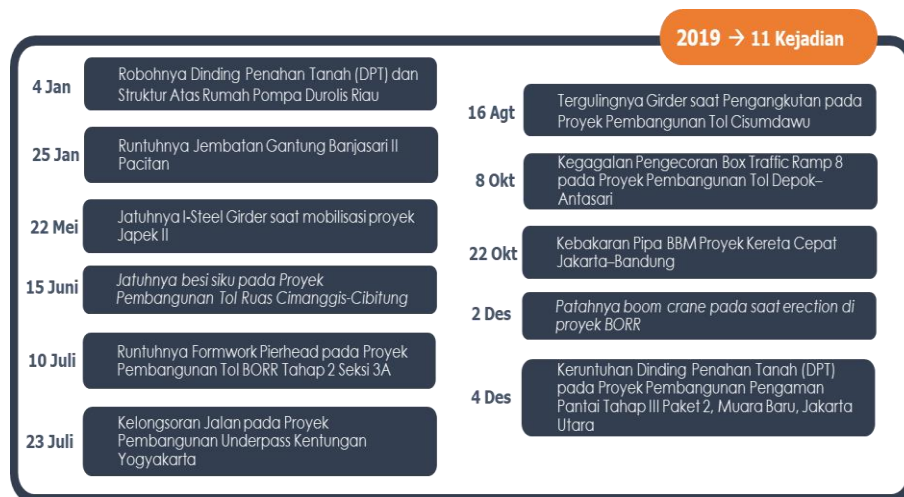 2019 → 11 Kejadian
4 Jan
Robohnya Dinding Penahan Tanah (DPT) dan
Struktur Atas Rumah Pompa Durolis Riau
25 Jan
Runtuhnya Jembatan Gantung Banjasari II
Pacitan
22 Mei
Jatuhnya I-Steel Girder saat mobilisasi proyek
Japek II
15 Juni
Jatuhnya besi siku pada Proyek
Pembangunan Tol Ruas Cimanggis-Cibitung
10 Juli
Runtuhnya Formwork Pierhead pada Proyek
Pembangunan Tol BORR Tahap 2 Seksi 3A
23 Juli
Kelongsoran Jalan pada Proyek
Pembangunan Underpass Kentungan
Yogyakarta
16 Agt
Tergulingnya Girder saat Pengangkutan pada
Proyek Pembangunan Tol Cisumdawu
8 Okt
Kegagalan Pengecoran Box Traffic Ramp 8
pada Proyek Pembangunan Tol Depok–
Antasari
22 Okt
Kebakaran Pipa BBM Proyek Kereta Cepat
Jakarta–Bandung
2 Des
Patahnya boom crane pada saat erection di
proyek BORR
4 Des
Keruntuhan Dinding Penahan Tanah (DPT)
pada Proyek Pembangunan Pengaman
Pantai Tahap III Paket 2, Muara Baru, Jakarta
Utara